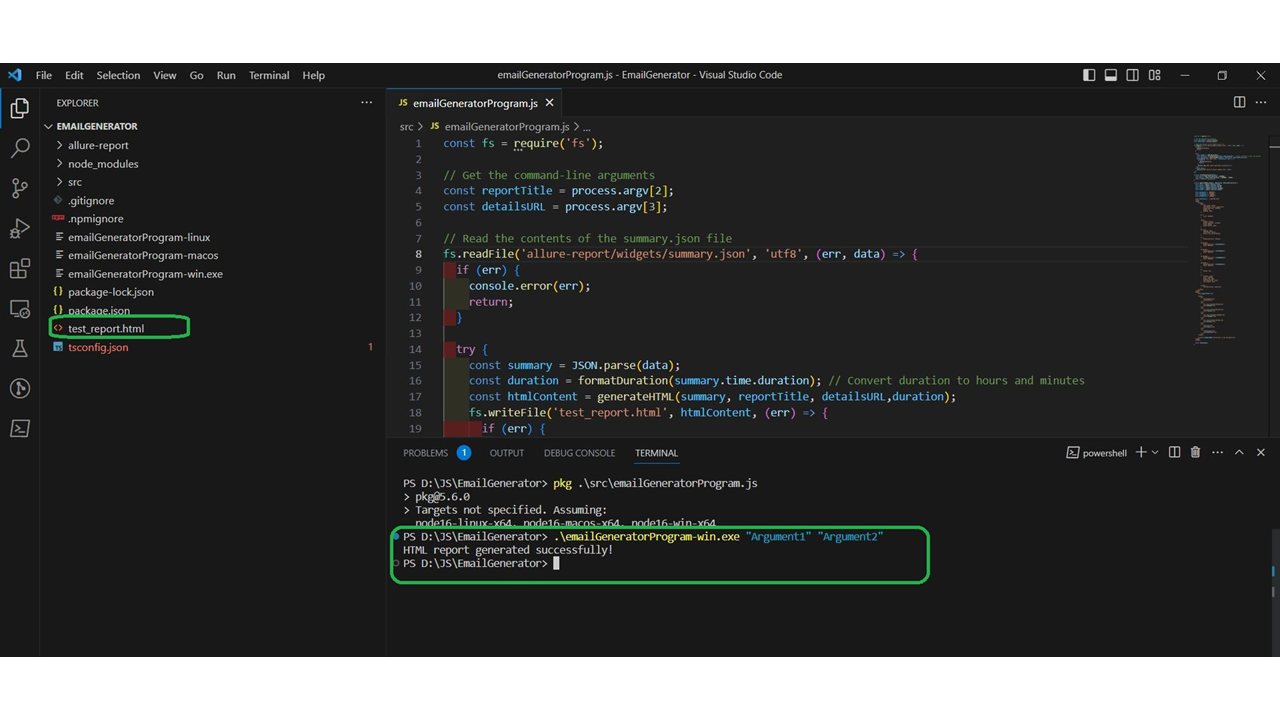 File Edit Selection View Go Run Terminal Help
emailGeneratorProgram.js - EmailGenerator - Visual Studio Code
EXPLORER
EMAILGENERATOR
allure-report
node_modules
src
.gitignore
.npmignore
emailGeneratorProgram-linux
emailGeneratorProgram-macos
emailGeneratorProgram-win.exe
package-lock.json
package.json
test_report.html
tsconfig.json 1
JS emailGeneratorProgram.js
src > JS emailGeneratorProgram.js > ...
1 const fs = require('fs');
2
3 // Get the command-line arguments
4 const reportTitle = process.argv[2];
5 const detailsURL = process.argv[3];
6
7 // Read the contents of the summary.json file
8 fs.readFile('allure-report/widgets/summary.json', 'utf8', (err, data) => {
9 if (err) {
10 console.error(err);
11 return;
12 }
13
14 try {
15 const summary = JSON.parse(data);
16 const duration = formatDuration(summary.time.duration); // Convert duration to hours and minutes
17 const htmlContent = generateHTML(summary, reportTitle, detailsURL,duration);
18 fs.writeFile('test_report.html', htmlContent, (err) => {
19 if (err) {
PROBLEMS 1 OUTPUT DEBUG CONSOLE TERMINAL
powershell
PS D:\JS\EmailGenerator> pkg .\src\emailGeneratorProgram.js
> pkg@5.6.0
> Targets not specified. Assuming:
node16-linux-x64, node16-macos-x64, node16-win-x64
PS D:\JS\EmailGenerator> .\emailGeneratorProgram-win.exe "Argument1" "Argument2"
HTML report generated successfully!
PS D:\JS\EmailGenerator>